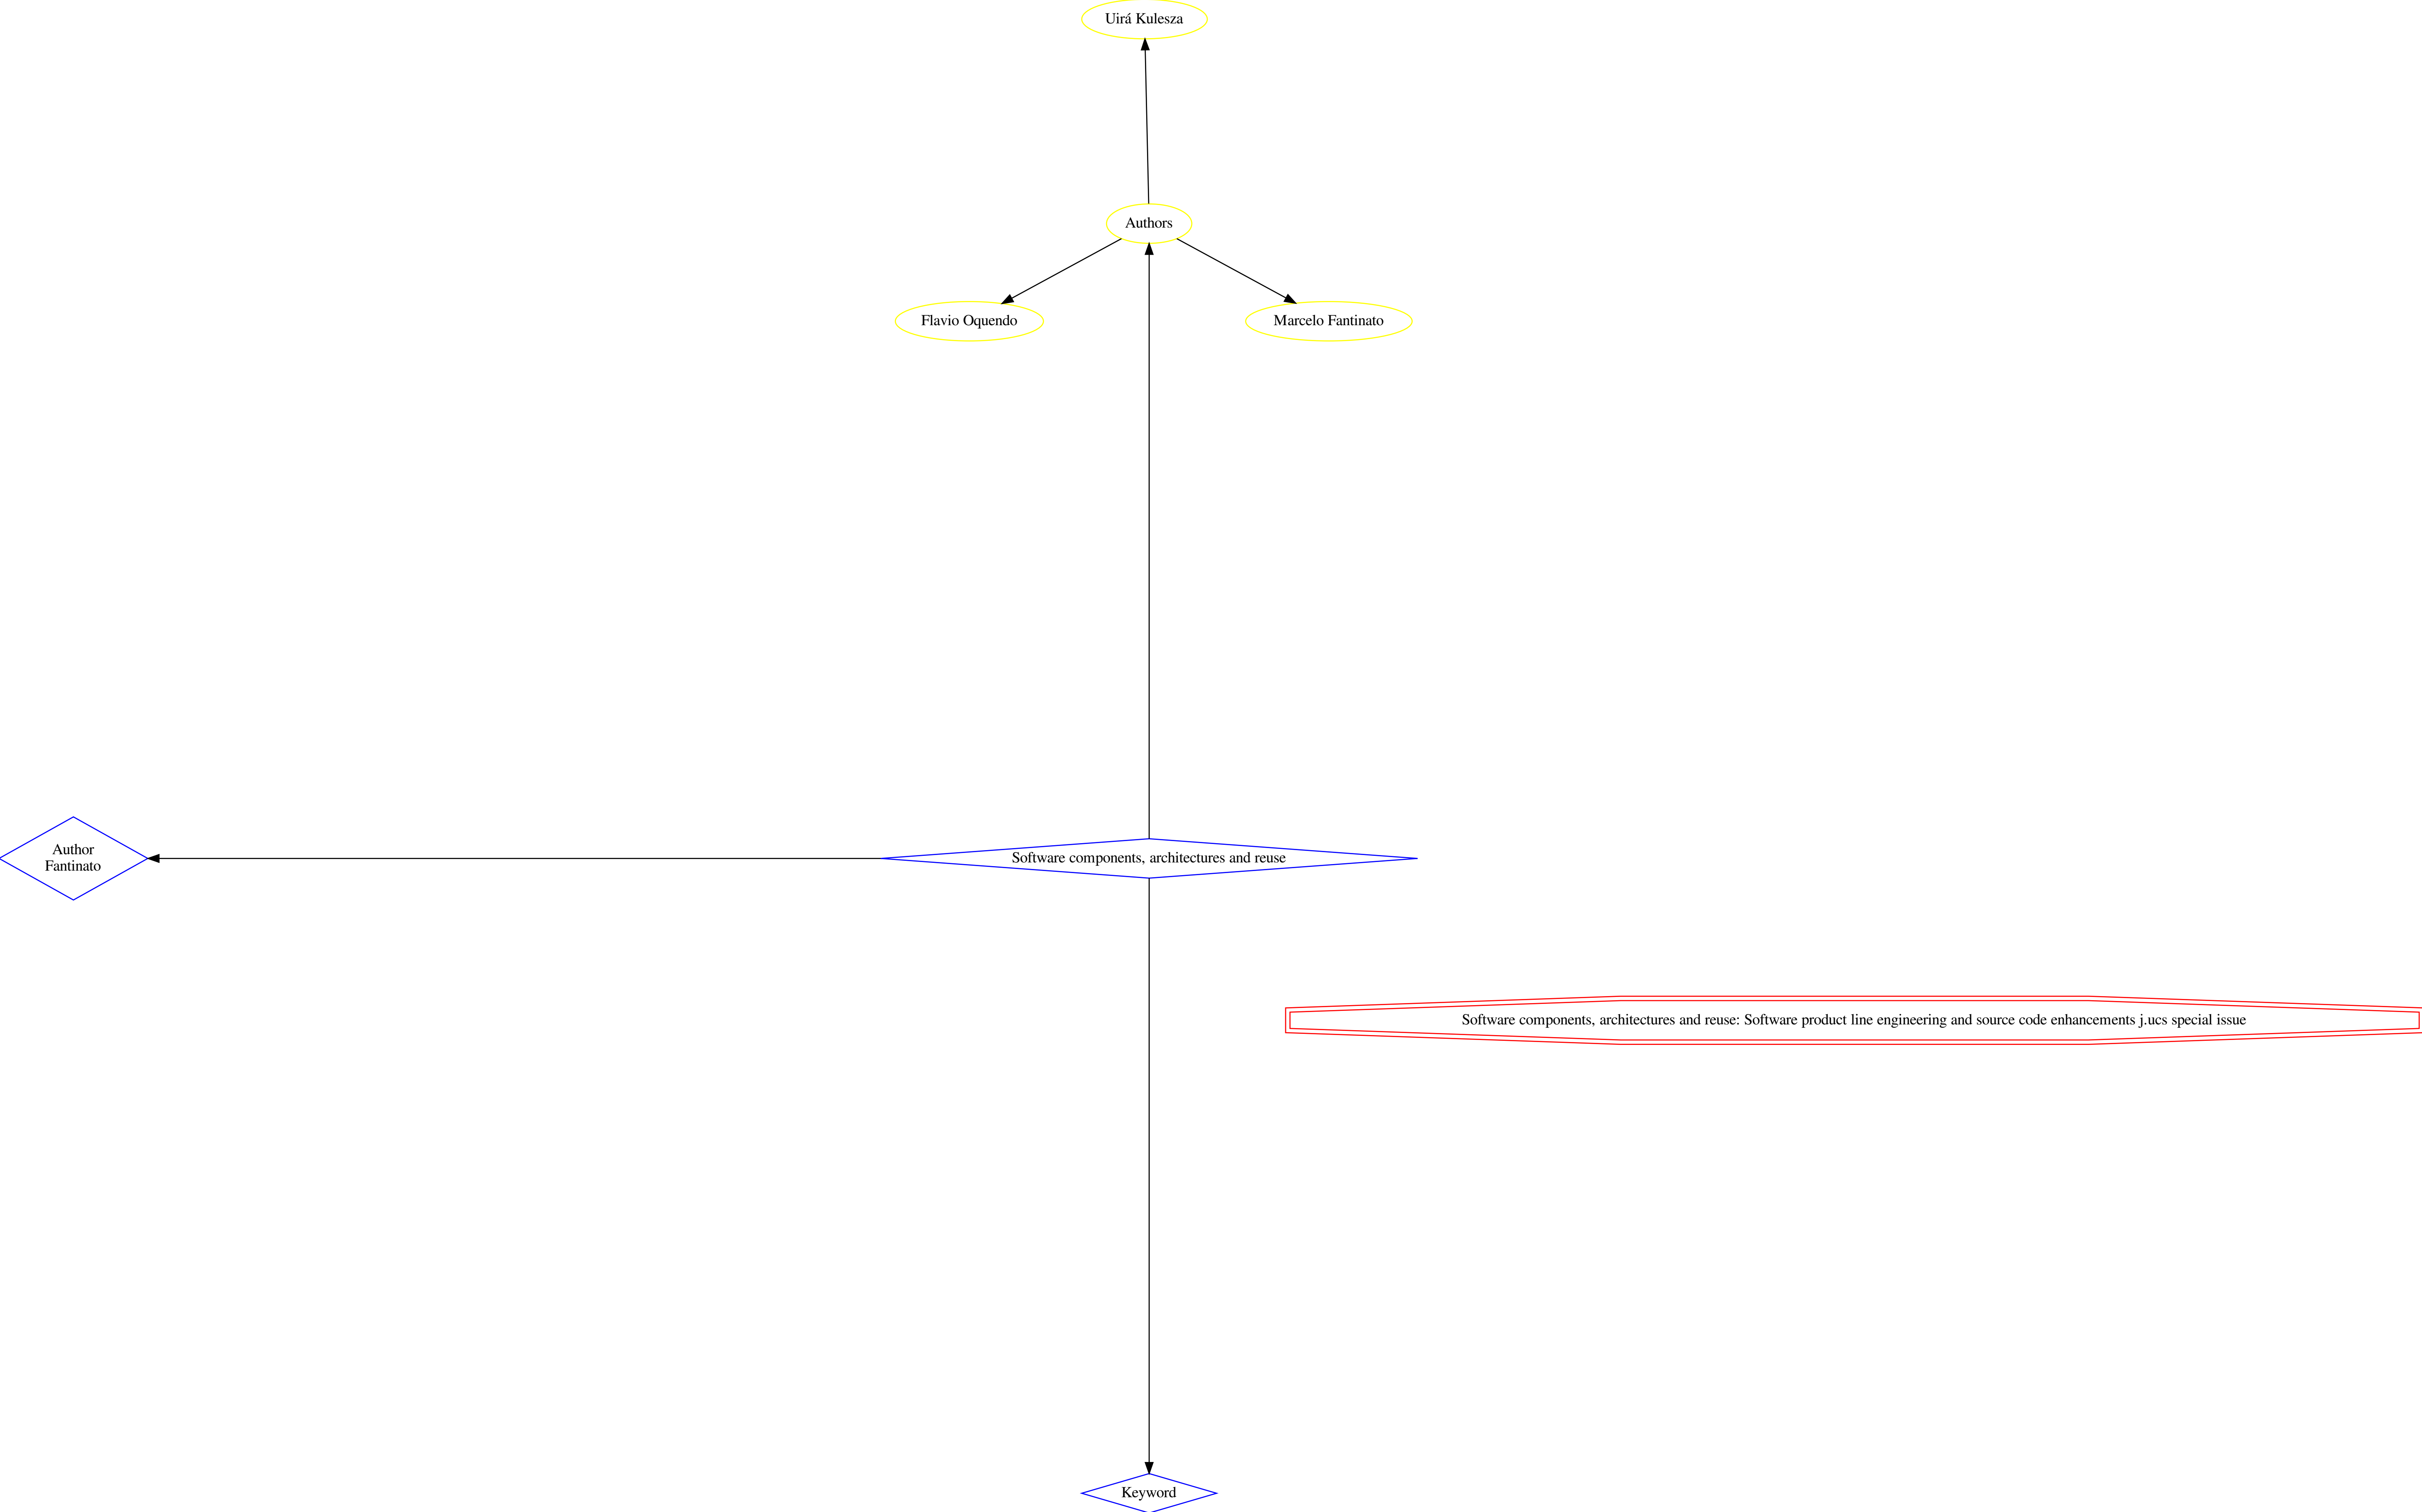 Uirá Kulesza
Authors
Flavio Oquendo
Marcelo Fantinato
Author
Fantinato
Software components, architectures and reuse
Software components, architectures and reuse: Software product line engineering and source code enhancements j.ucs special issue
Keyword